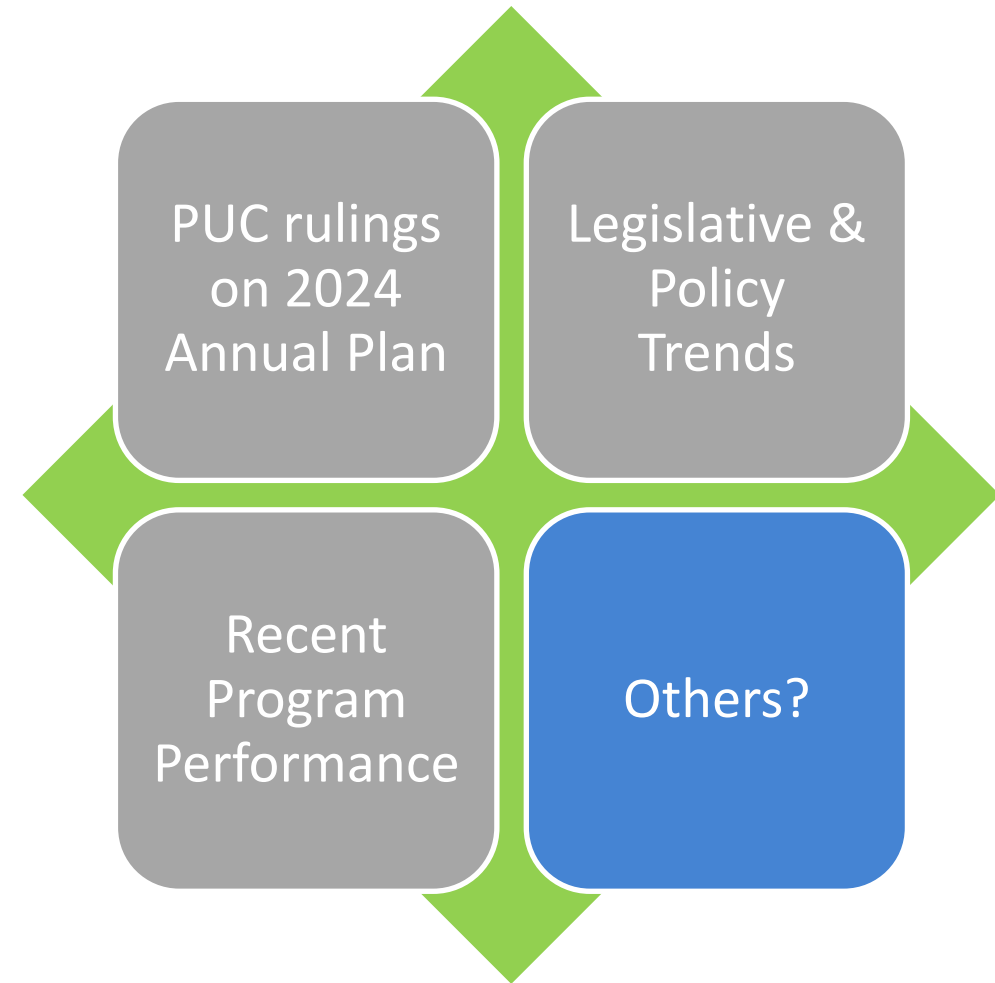 PUC rulings
on 2024
Annual Plan
Legislative &
Policy
Trends
Recent
Program
Performance
Others?